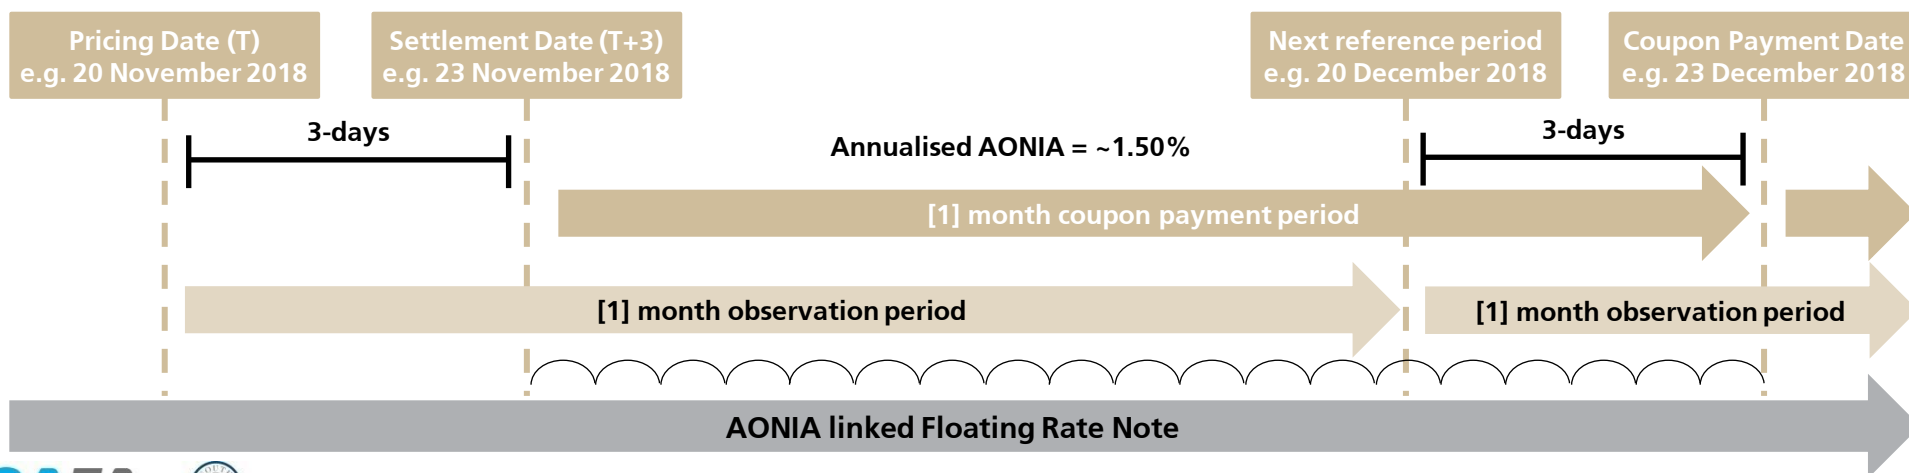 Pricing Date (T)
e.g. 20 November 2018
Settlement Date (T+3)
e.g. 23 November 2018
Next reference period
e.g. 20 December 2018
Coupon Payment Date
e.g. 23 December 2018
3-days
Annualised AONIA = ~1.50%
3-days
[1] month coupon payment period
[1] month observation period
[1] month observation period
AONIA linked Floating Rate Note